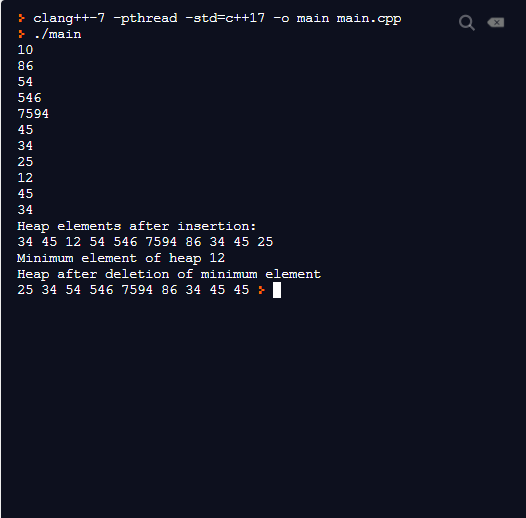 > clang++-7 -pthread -std=c++17 -o main main.cpp
> ./main
10
86
54
546
7594
45
34
25
12
45
34
Heap elements after insertion:
34 45 12 54 546 7594 86 34 45 25
Minimum element of heap 12
Heap after deletion of minimum element
25 34 54 546 7594 86 34 45 45 >